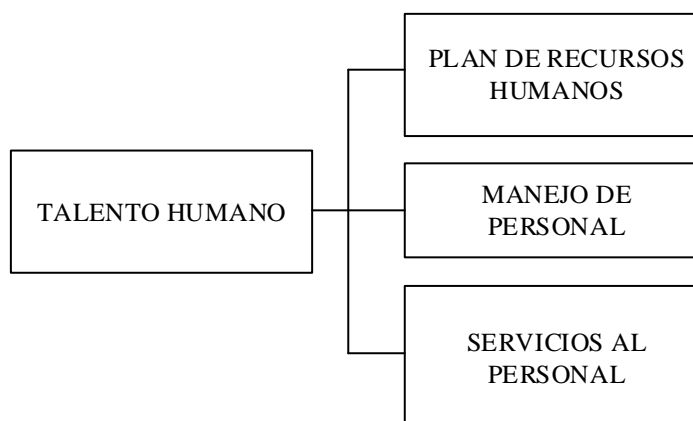 PLAN DE RECURSOS
HUMANOS
TALENTO HUMANO
MANEJO DE
PERSONAL
SERVICIOS AL
PERSONAL